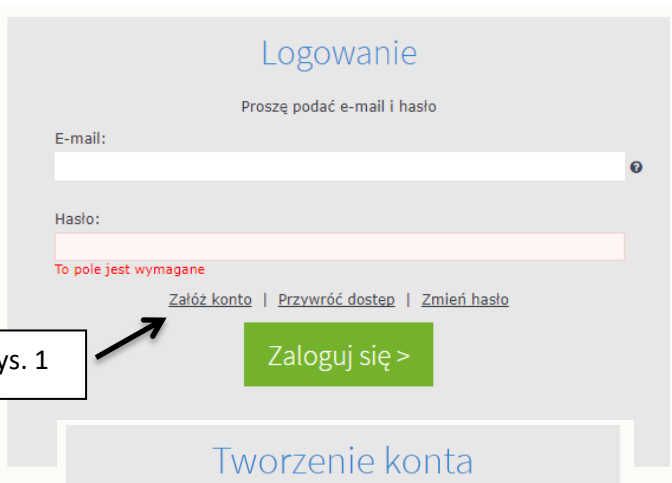 Logowanie
Proszę podać e-mail i hasło
E-mail:
Hasło:
To pole jest wymagane
Załóż konto | Przywróć dostęp | Zmień hasło
ys. 1
Zaloguj się >
Tworzenie konta